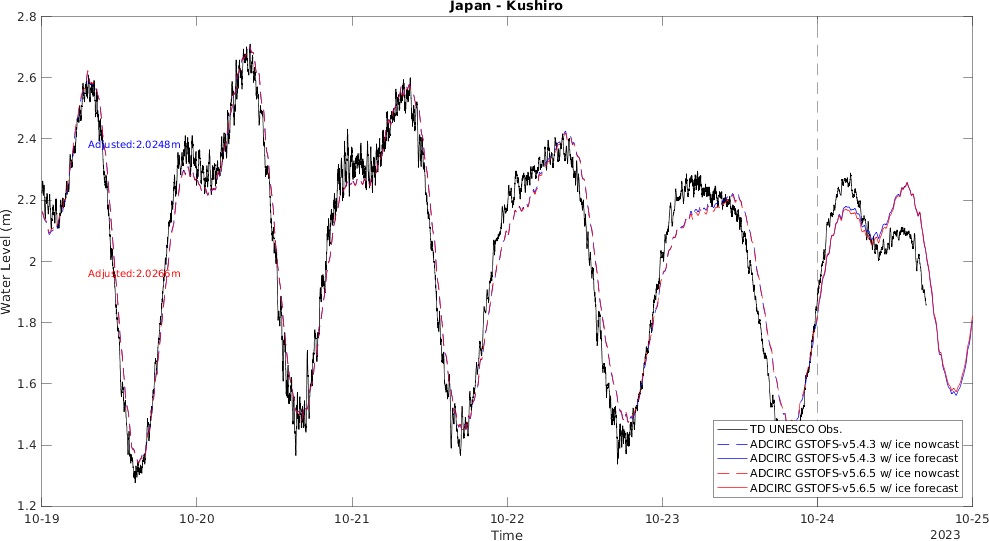 Japan - Kushiro
2.8
2.6
2.4
2.2
2
1.8
1.6
1.4
1.2
Water Level (m)
Adjusted:2.0248m
Adjusted:2.0266m
TD UNESCO Obs.
ADCIRC GSTOFS-v5.4.3 w/ ice nowcast
ADCIRC GSTOFS-v5.4.3 w/ ice forecast
ADCIRC GSTOFS-v5.6.5 w/ ice nowcast
ADCIRC GSTOFS-v5.6.5 w/ ice forecast
10-19 10-20 10-21 10-22 10-23 10-24 10-25
Time
2023